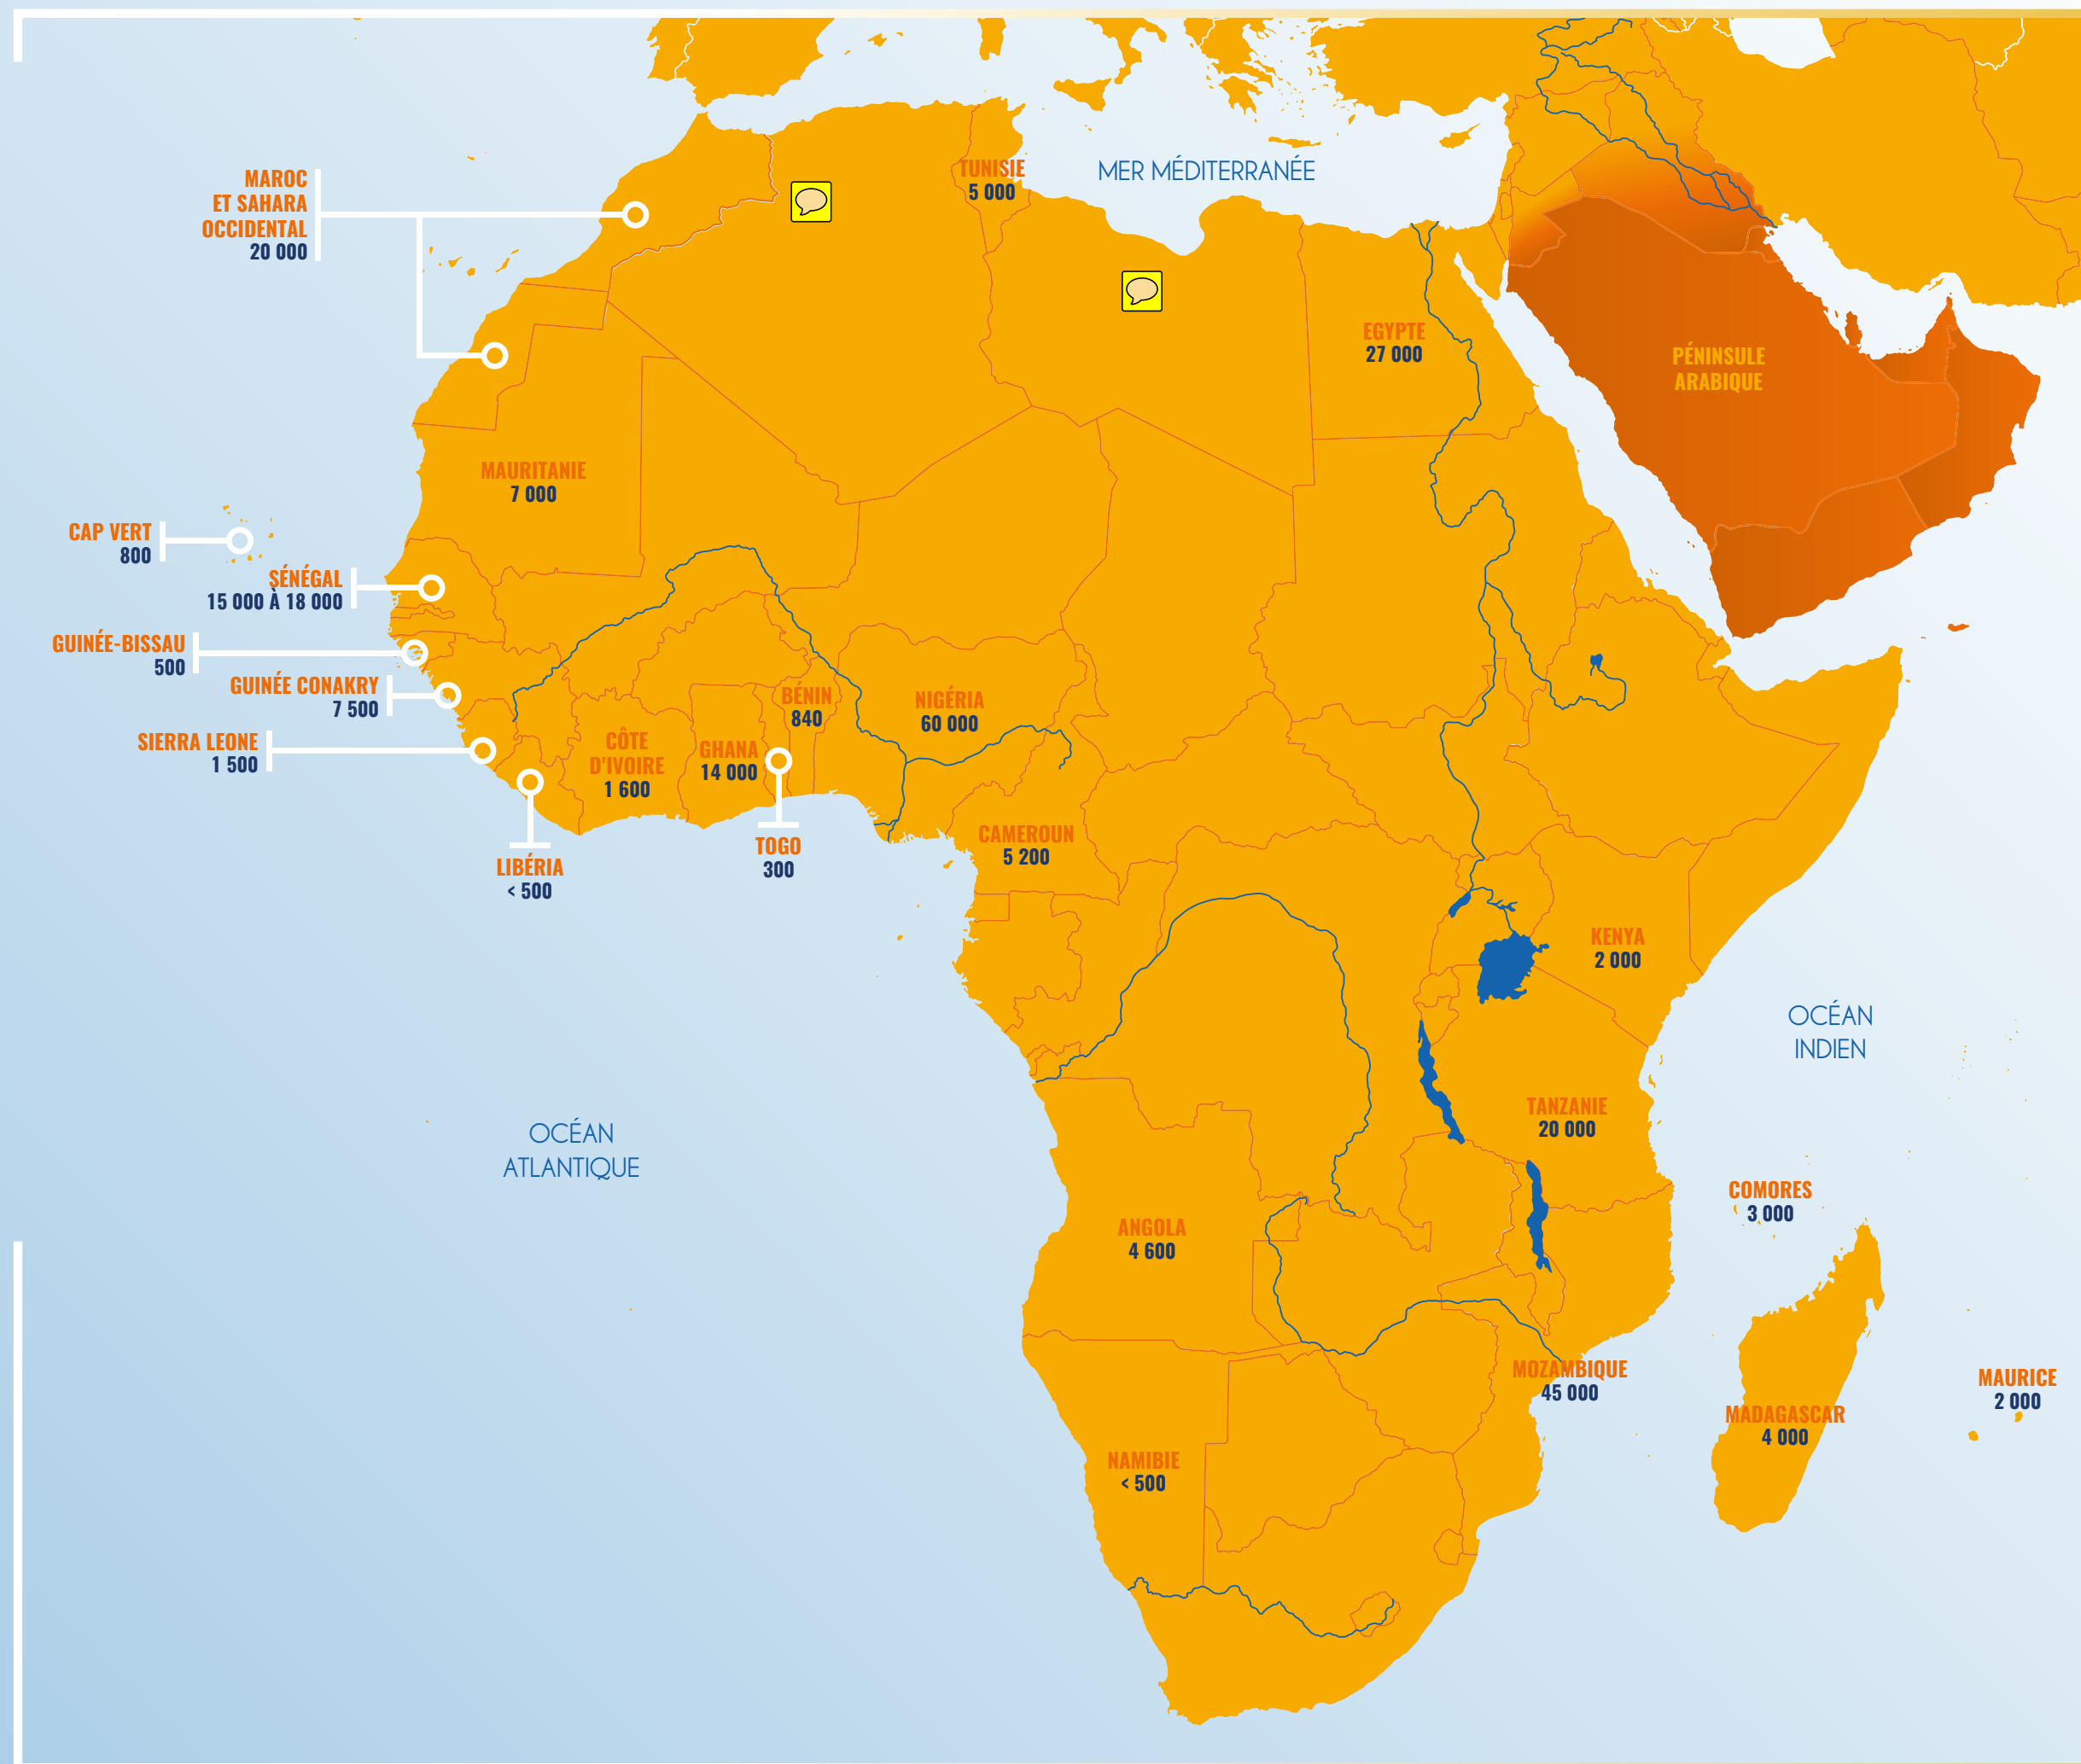 TUNISIE
5 000
MER MÉDITERRANÉE
MAROC
ET SAHARA
OCCIDENTAL
20 000
EGYPTE
27 000
PÉNINSULE
ARABIQUE
MAURITANIE
7 000
CAP VERT
800
SÉNÉGAL
15 000 À 18 000
GUINÉE-BISSAU
500
GUINÉE CONAKRY
7 500
SIERRA LEONE
1 500
LIBÉRIA
< 500
CÔTE
D'IVOIRE
1 600
GHANA
14 000
TOGO
300
BÉNIN
840
NIGÉRIA
60 000
CAMEROUN
5 200
KENYA
2 000
OCÉAN
INDIEN
TANZANIE
20 000
OCÉAN
ATLANTIQUE
COMORES
3 000
ANGOLA
4 600
MOZAMBIQUE
45 000
MAURICE
2 000
MADAGASCAR
4 000
NAMIBIE
< 500